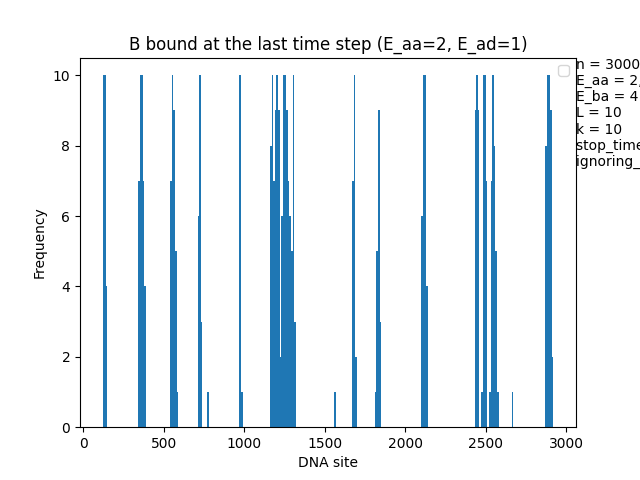 B bound at the last time step (E_aa=2, E_ad=1)
n = 3000
E_aa = 2,
E_ba = 4
L = 10
k = 10
stop_time
ignoring_
10
8
6
4
2
0
Frequency
0 500 1000 1500 2000 2500 3000
DNA site